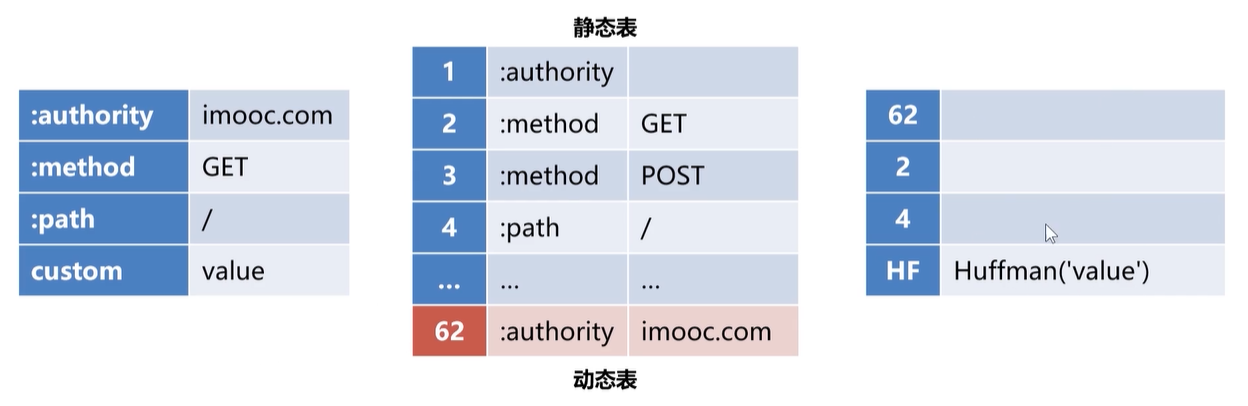 静态表
:authority imooc.com
:method GET
:path /
custom value
1 :authority
2 :method GET
3 :method POST
4 :path /
... ... ...
62 :authority imooc.com
动态表
62
2
4
HF Huffman('value')